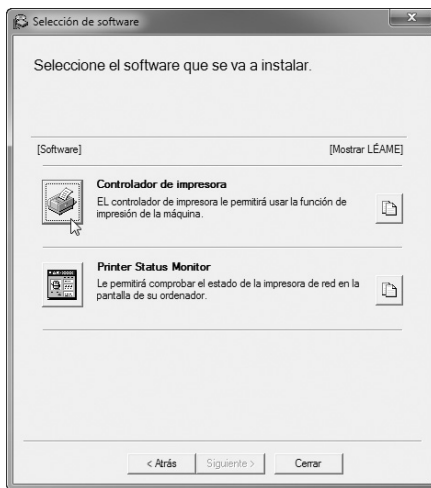 Selección de software
Seleccione el software que se va a instalar.
[Software] [Mostrar LÉAME]
Controlador de impresora
EL controlador de impresora le permitirá usar la función de
impresión de la máquina.
Printer Status Monitor
Le permitirá comprobar el estado de la impresora de red en la
pantalla de su ordenador.
< Atrás Siguiente > Cerrar